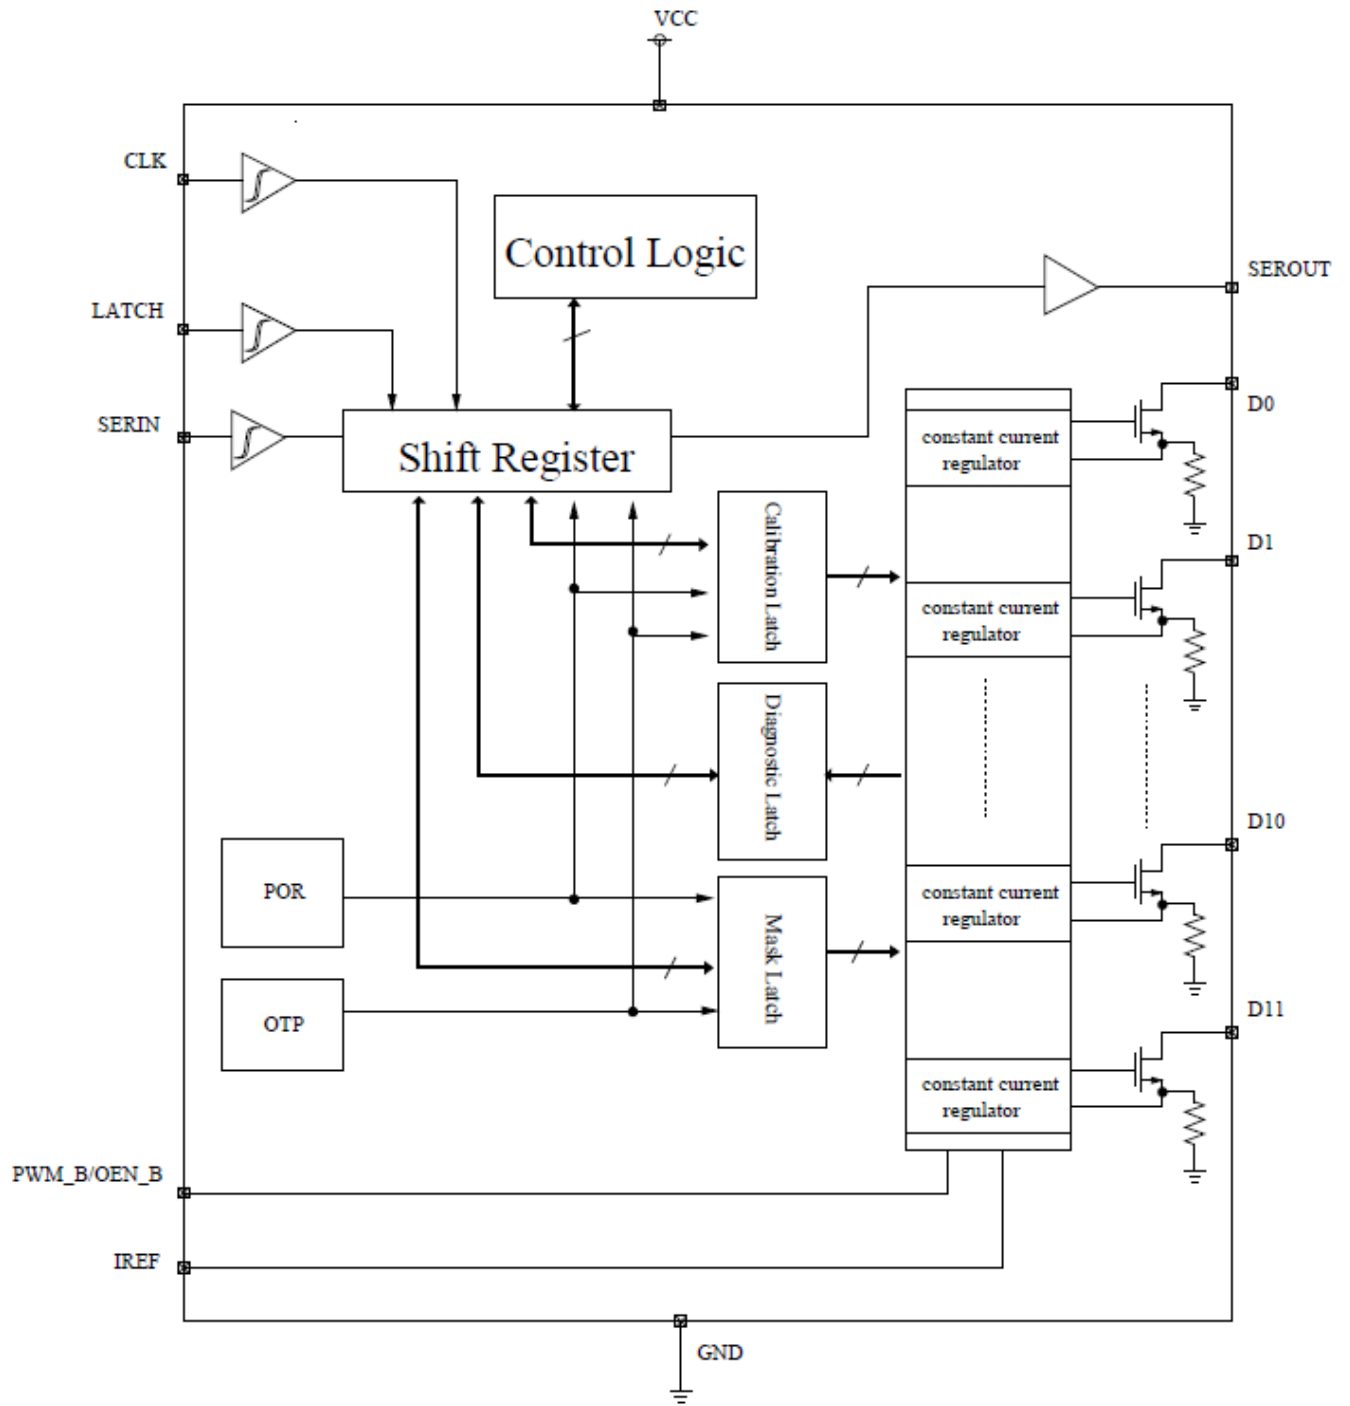 VCC
CLK
Control Logic
SEROUT
LATCH
D0
SERIN
Shift Register
constant current
regulator
D1
Calibration Latch
constant current
regulator
Diagnostic Latch
D10
POR
constant current
regulator
Mask Latch
D11
OTP
constant current
regulator
PWM_B/OEN_B
IREF
GND